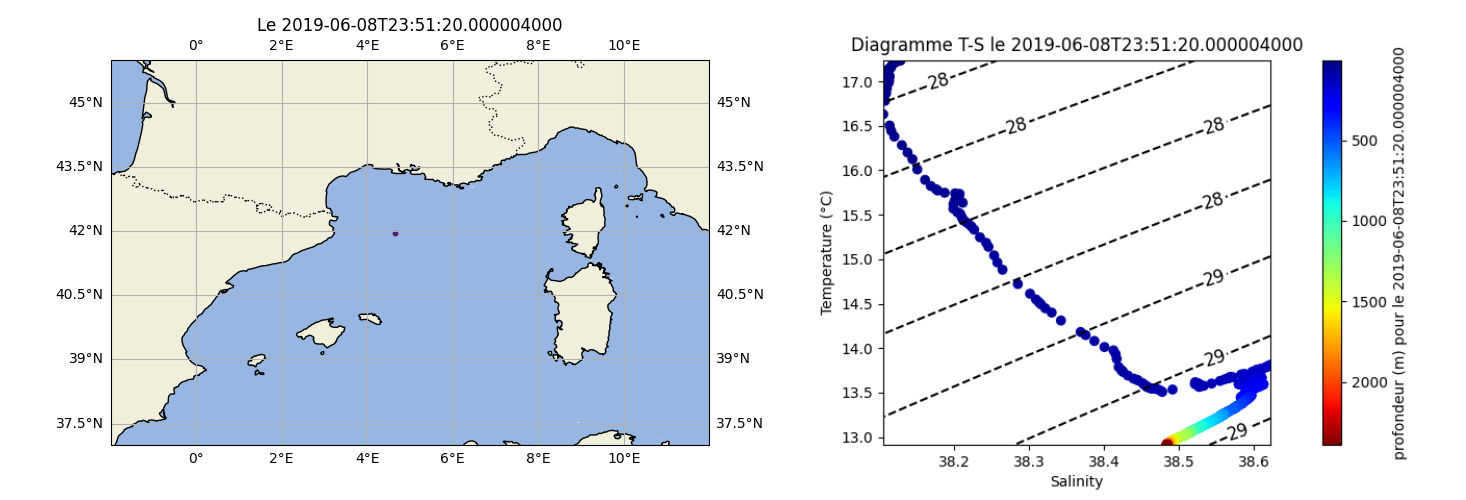 Le 2019-06-08T23:51:20.000004000
0° 2°E 4°E 6°E 8°E 10°E
45°N 45°N
43.5°N 43.5°N
42°N 42°N
40.5°N 40.5°N
39°N 39°N
37.5°N 37.5°N
0° 2°E 4°E 6°E 8°E 10°E
Diagramme T-S le 2019-06-08T23:51:20.000004000
17.0
16.5
16.0
15.5
15.0
14.5
14.0
13.5
13.0
Temperature (°C)
28
28
28
28
29
29
29
38.2 38.3 38.4 38.5 38.6
Salinity
500
1000
1500
2000
profondeur (m) pour le 2019-06-08T23:51:20.000004000